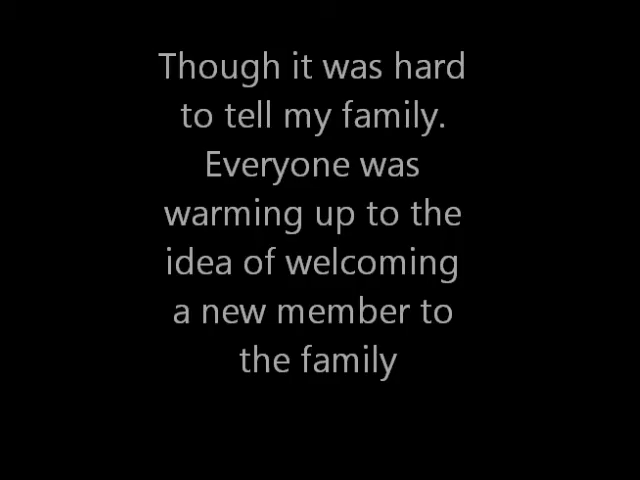 Though it was hard
to tell my family.
Everyone was
warming up to the
idea of welcoming
a new member to
the family